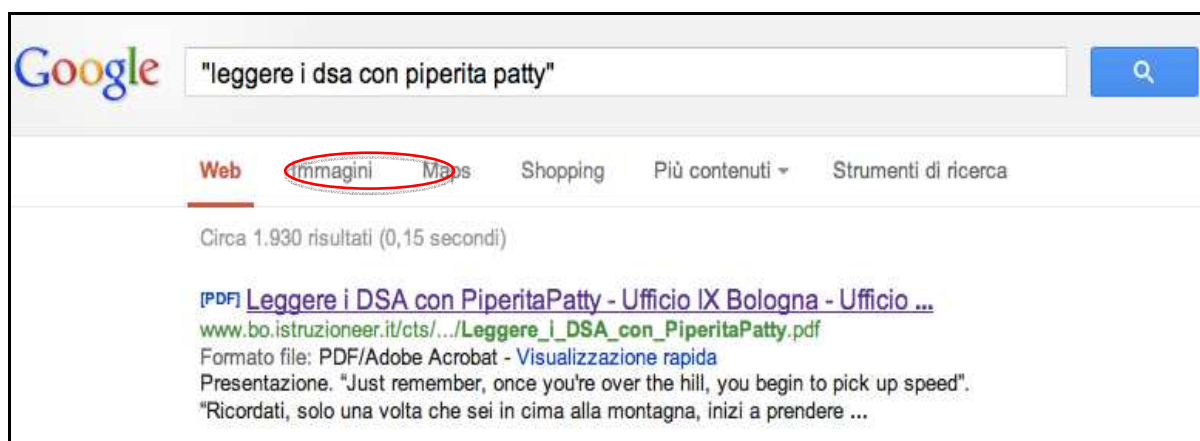 Google "leggere i dsa con piperita patty"
Web Immagini Maps Shopping Più contenuti Strumenti di ricerca
Circa 1.930 risultati (0,15 secondi)
[PDF] Leggere i DSA con PiperitaPatty - Ufficio IX Bologna - Ufficio ...
www.bo.istruzioneer.it/cts/.../Leggere_i_DSA_con_PiperitaPatty.pdf
Formato file: PDF/Adobe Acrobat - Visualizzazione rapida
Presentazione. “Just remember, once you're over the hill, you begin to pick up speed”.
“Ricordati, solo una volta che sei in cima alla montagna, inizi a prendere ...